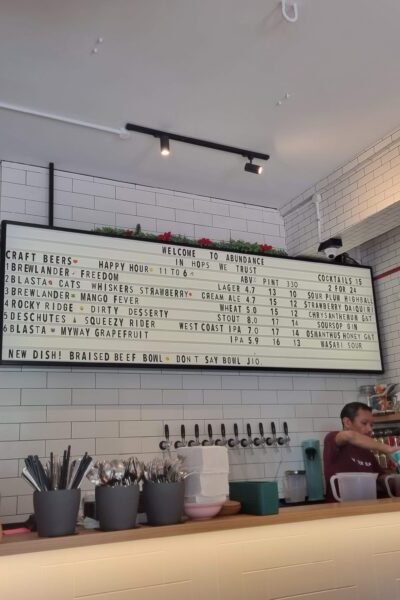 WELCOME TO ABUNDANCE
IN HOPS WE TRUST
CRAFT BEERS• HAPPY HOUR• 11 TO 6 ABV• PINT 330
1 BREWLANDER• FREEDOM LAGER 4.7 13 10
2 BLASTA• CATS WHISKERS STRAWBERRY• CREAM ALE 4.7 15 12
3 BREWLANDER• MANGO FEVER WHEAT 5.0 15 12
4 ROCKY RIDGE• DIRTY DESSERTY STOUT 8.0 17 14
5 DESCHUTES• SQUEEZY RIDER WEST COAST IPA 7.0 17 14
6 BLASTA• MYWAY GRAPEFRUIT IPA 5.9 16 13
NEW DISH! BRAISED BEEF BOWL• DON'T SAY BOWL JIO.
COCKTAILS 15
2 FOR 24
SOUR PLUM HIGHBALL
STRAWBERRY DAIQUIRI
CHRYSANTHEMUM G&T
SOURSOP GIN
OSMANTHUS HONEY G&T
WASABI SOUR